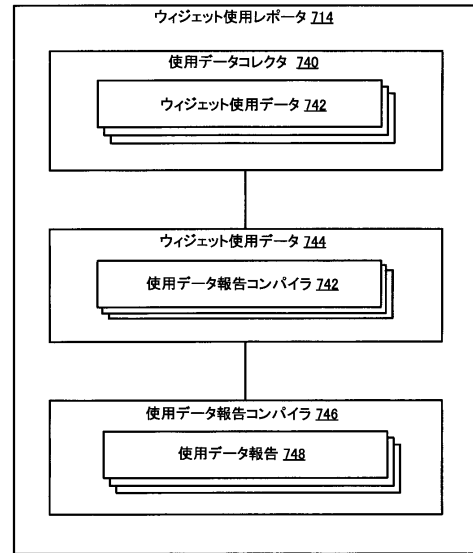 ウィジェット使用レポータ 714
使用データコレクタ 740
ウィジェット使用データ 742
ウィジェット使用データ 744
使用データ報告コンパイラ 742
使用データ報告コンパイラ 746
使用データ報告 748